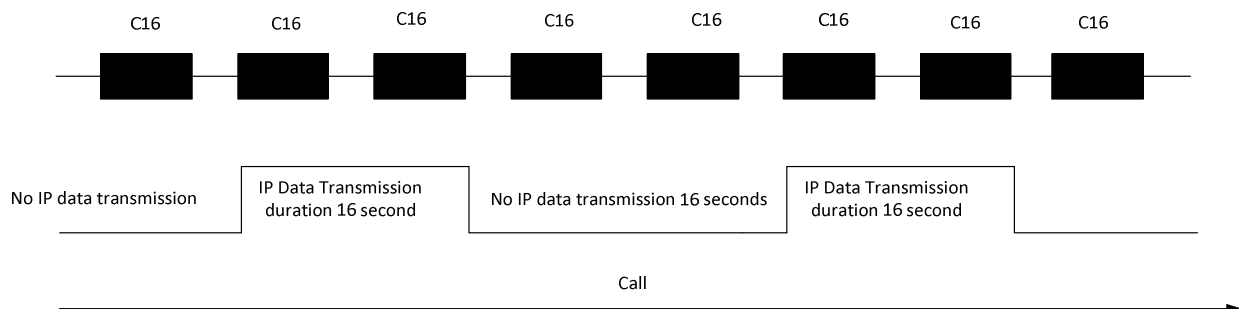 C16 C16 C16 C16 C16 C16 C16 C16
No IP data transmission
IP Data Transmission
duration 16 second
No IP data transmission 16 seconds
IP Data Transmission
duration 16 second
Call